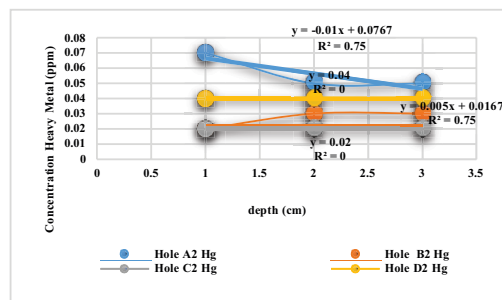 y = -0.01x + 0.0767
R² = 0.75
y = 0.04
R² = 0
y = 0.005x + 0.0167
R² = 0.75
y = 0.02
R² = 0
Concentration Heavy Metal (ppm)
0.08
0.07
0.06
0.05
0.04
0.03
0.02
0.01
0
0 0.5 1 1.5 2 2.5 3 3.5
depth (cm)
Hole A2 Hg Hole B2 Hg
Hole C2 Hg Hole D2 Hg